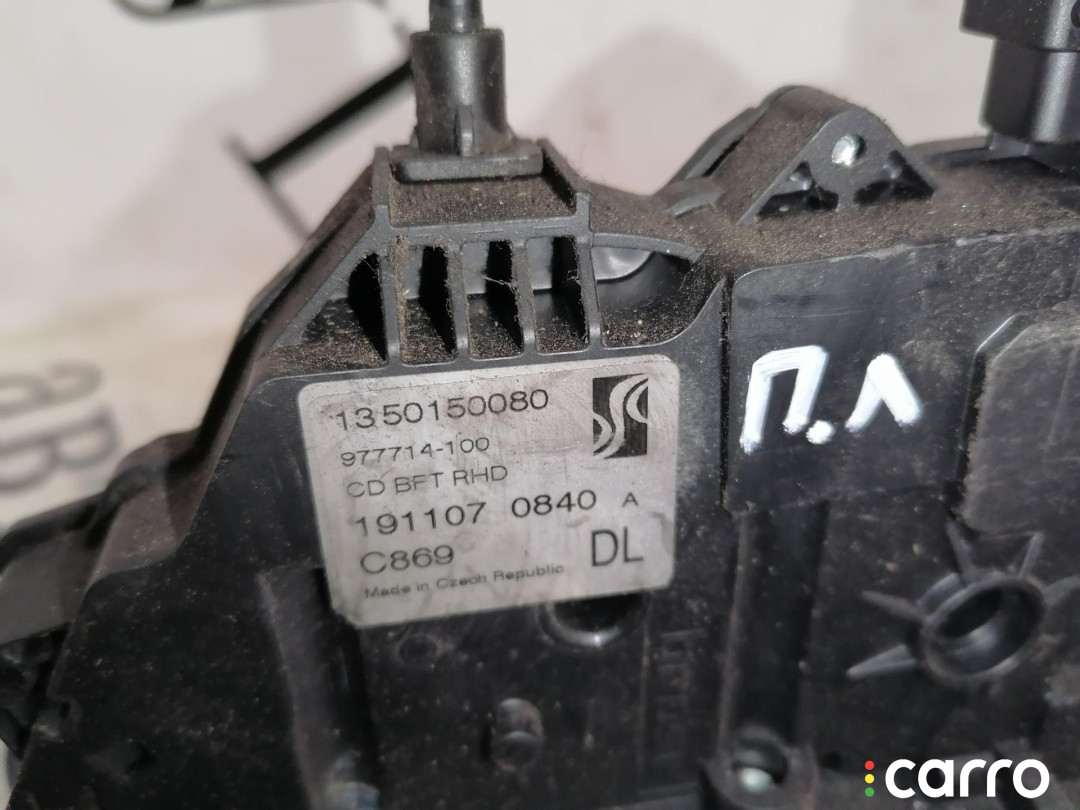 1350150080
977714-100
CD BFT RHD
191107 0840 A
C869 DL
Made in Czech Republic
П.Л
carro